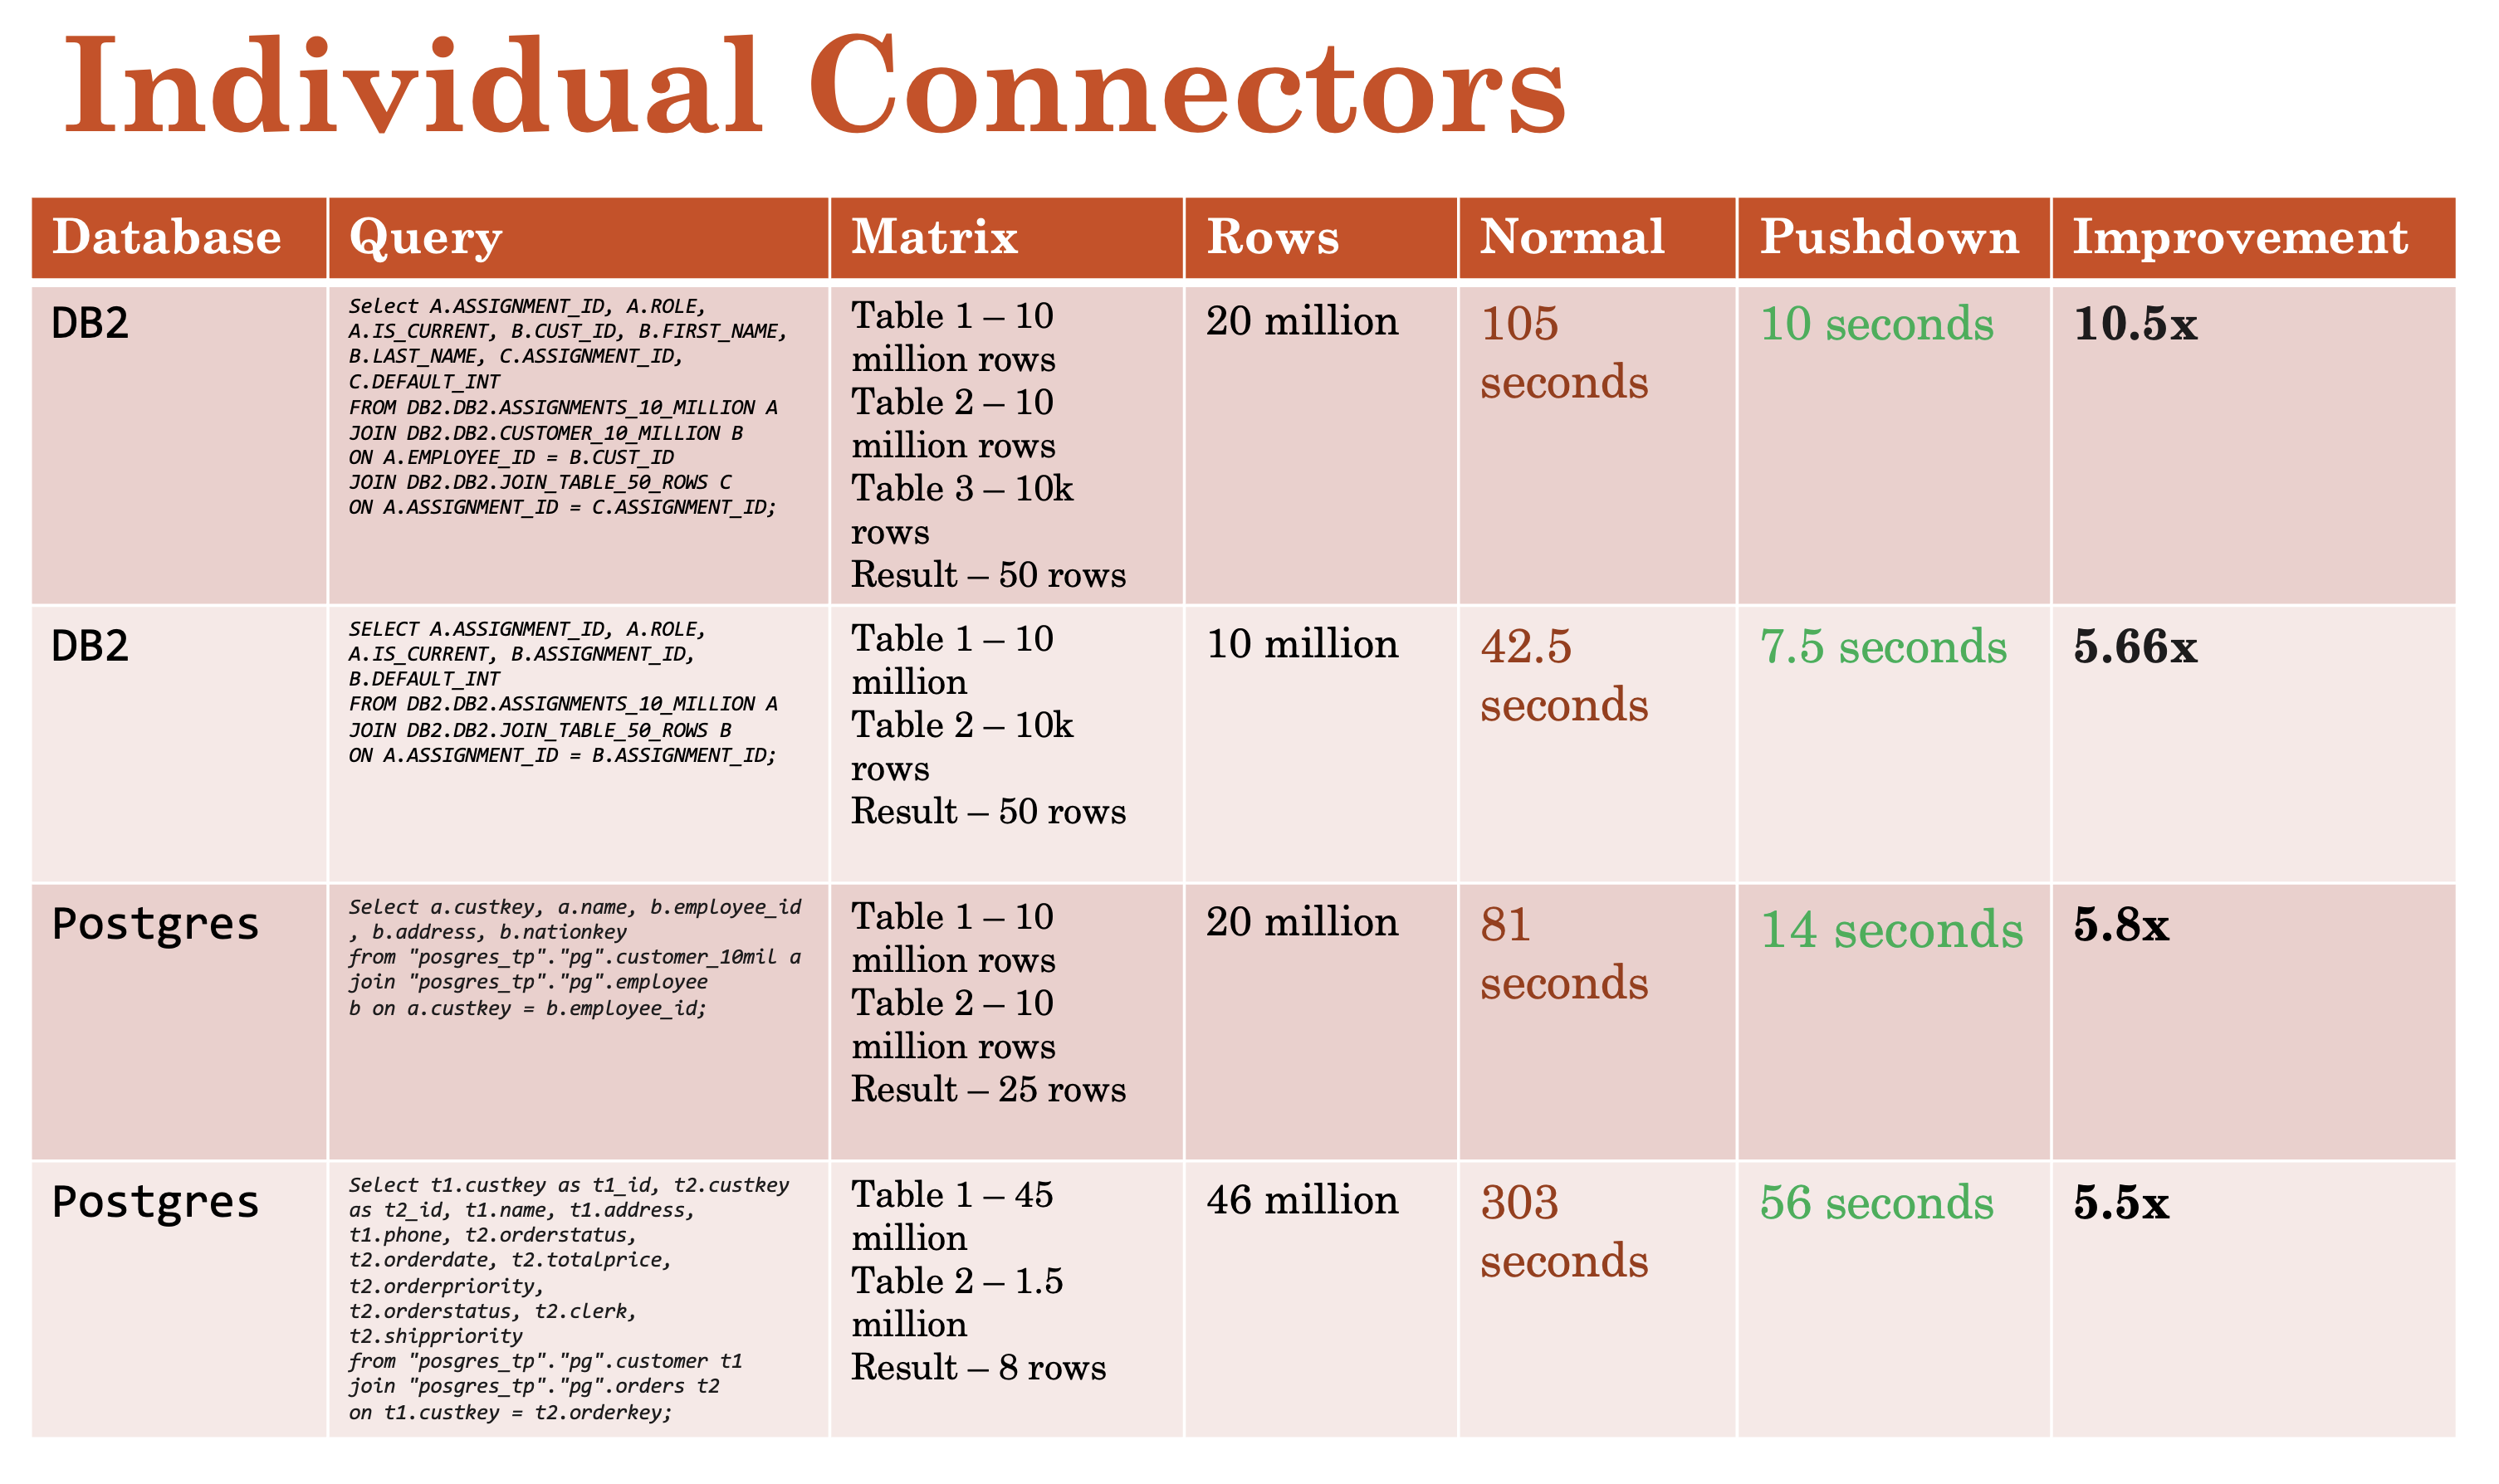 Individual Connectors
Database Query Matrix Rows Normal Pushdown Improvement
DB2
Select A.ASSIGNMENT_ID, A.ROLE,
A.IS_CURRENT, B.CUST_ID, B.FIRST_NAME,
B.LAST_NAME, C.ASSIGNMENT_ID,
C.DEFAULT_INT
FROM DB2.DB2.ASSIGNMENTS_10_MILLION A
JOIN DB2.DB2.CUSTOMER_10_MILLION B
ON A.EMPLOYEE_ID = B.CUST_ID
JOIN DB2.DB2.JOIN_TABLE_50_ROWS C
ON A.ASSIGNMENT_ID = C.ASSIGNMENT_ID;
Table 1 – 10
million rows
Table 2 – 10
million rows
Table 3 – 10k
rows
Result – 50 rows
20 million
105
seconds
10 seconds
10.5x
DB2
SELECT A.ASSIGNMENT_ID, A.ROLE,
A.IS_CURRENT, B.ASSIGNMENT_ID,
B.DEFAULT_INT
FROM DB2.DB2.ASSIGNMENTS_10_MILLION A
JOIN DB2.DB2.JOIN_TABLE_50_ROWS B
ON A.ASSIGNMENT_ID = B.ASSIGNMENT_ID;
Table 1 – 10
million
Table 2 – 10k
rows
Result – 50 rows
10 million
42.5
seconds
7.5 seconds
5.66x
Postgres
Select a.custkey, a.name, b.employee_id
, b.address, b.nationkey
from "posgres_tp"."pg".customer_10mil a
join "posgres_tp"."pg".employee
b on a.custkey = b.employee_id;
Table 1 – 10
million rows
Table 2 – 10
million rows
Result – 25 rows
20 million
81
seconds
14 seconds
5.8x
Postgres
Select t1.custkey as t1_id, t2.custkey
as t2_id, t1.name, t1.address,
t1.phone, t2.orderstatus,
t2.orderdate, t2.totalprice,
t2.orderpriority,
t2.orderstatus, t2.clerk,
t2.shippriority
from "posgres_tp"."pg".customer t1
join "posgres_tp"."pg".orders t2
on t1.custkey = t2.orderkey;
Table 1 – 45
million
Table 2 – 1.5
million
Result – 8 rows
46 million
303
seconds
56 seconds
5.5x